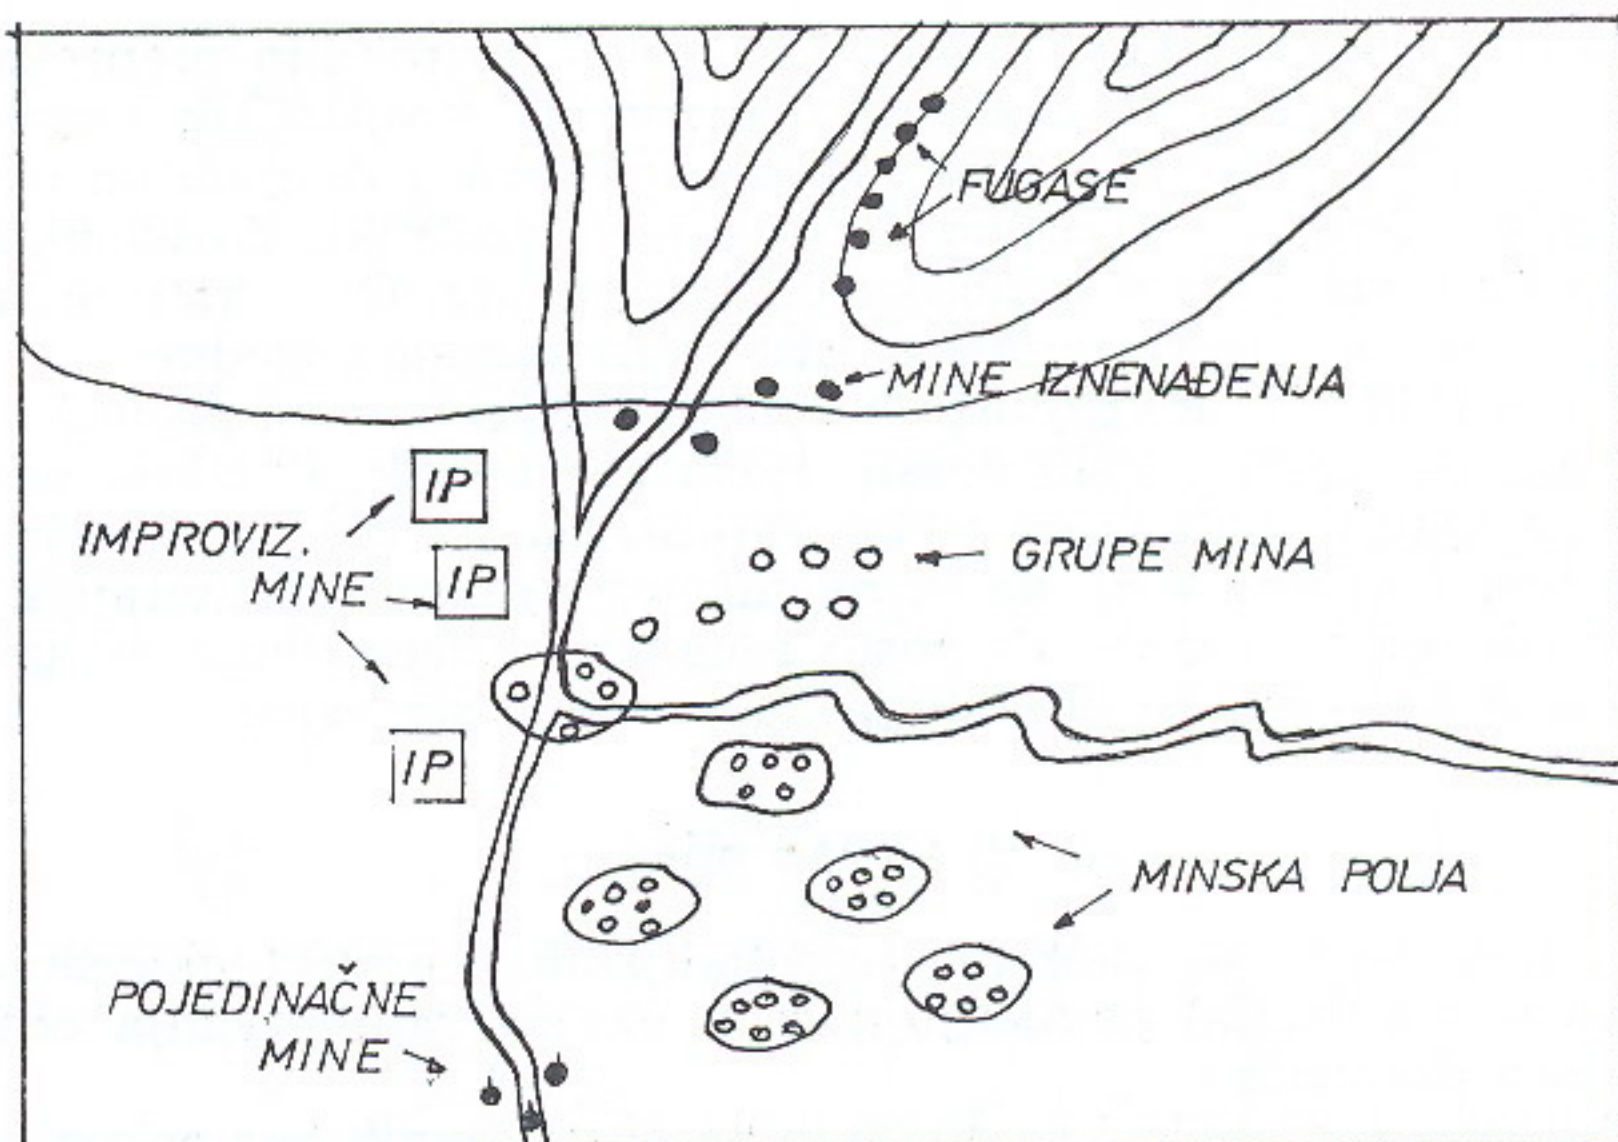 FUGASE
MINE IZNENAĐENJA
IP
IMPROVIZ.
MINE
IP
GRUPE MINA
IP
MINSKA POLJA
POJEDINAČNE
MINE